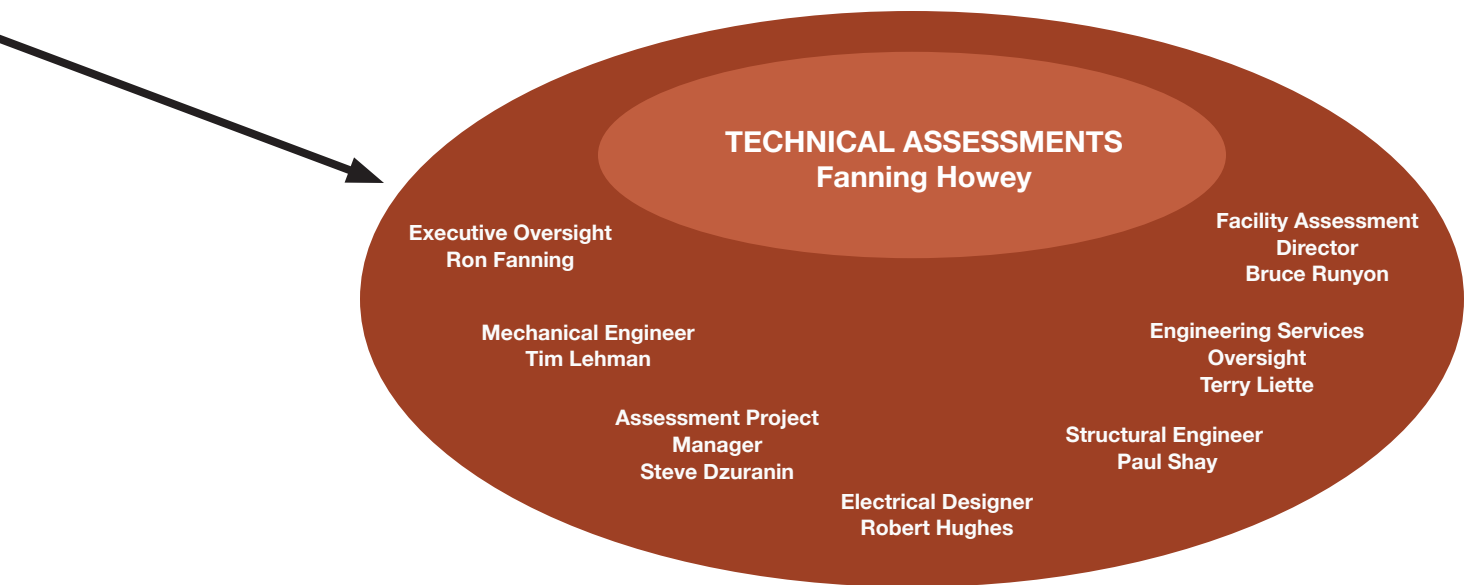 TECHNICAL ASSESSMENTS
Fanning Howey
Executive Oversight
Ron Fanning
Facility Assessment
Director
Bruce Runyon
Mechanical Engineer
Tim Lehman
Engineering Services
Oversight
Terry Liette
Assessment Project
Manager
Steve Dzuranin
Structural Engineer
Paul Shay
Electrical Designer
Robert Hughes